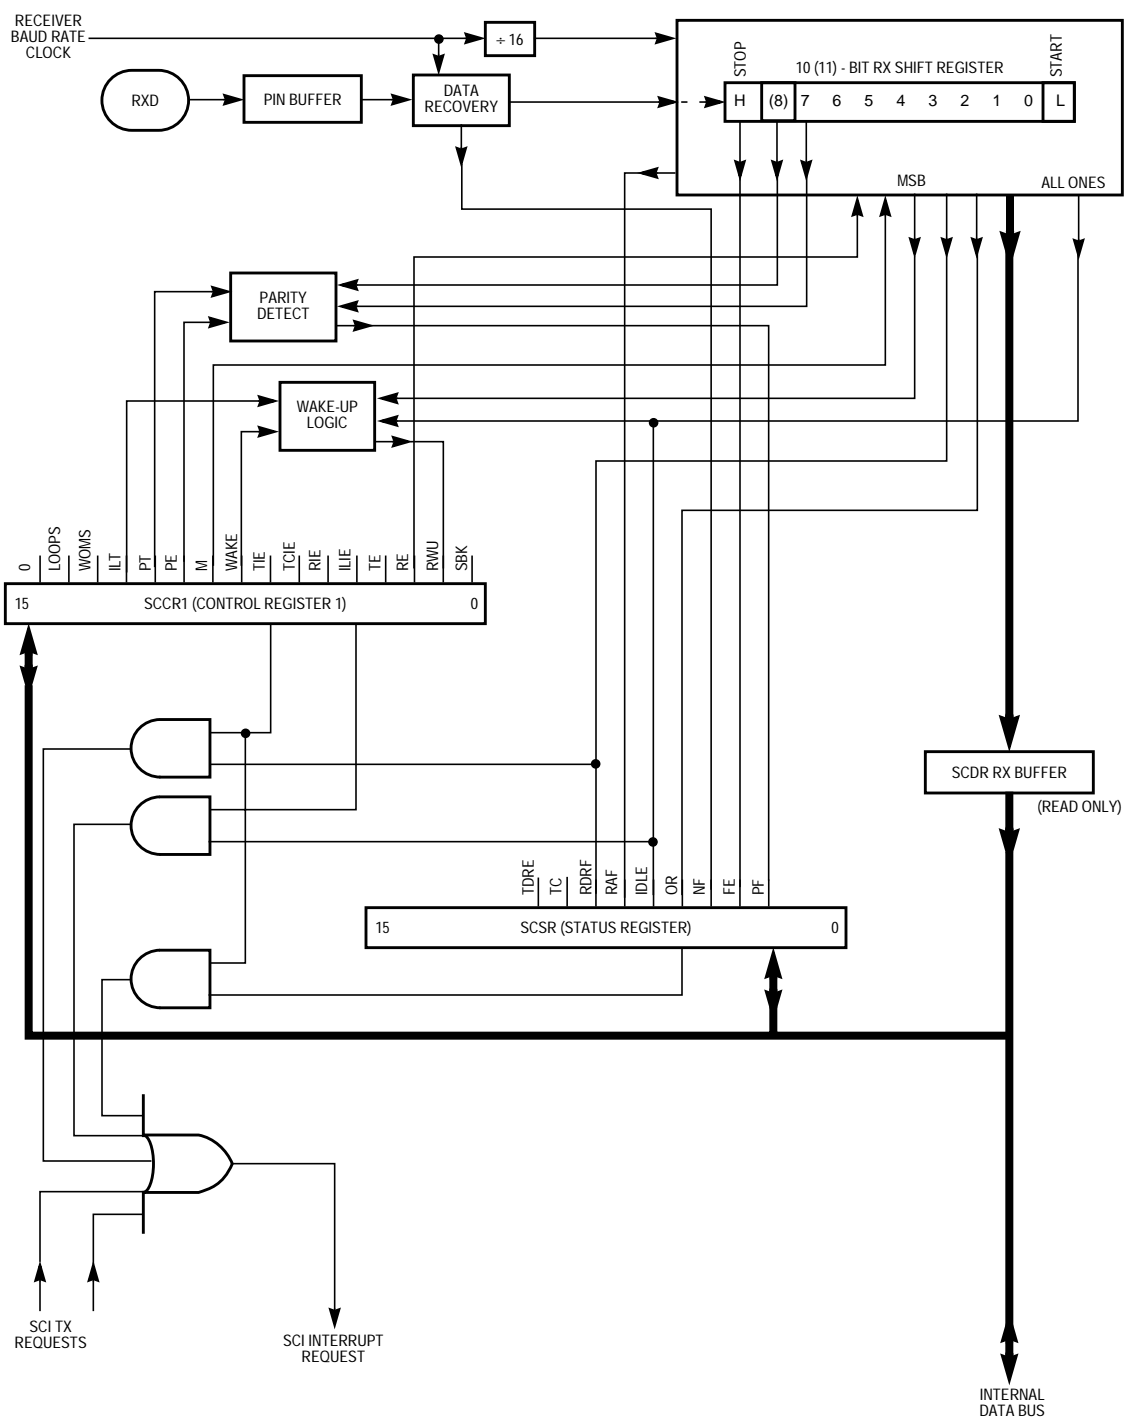 RECEIVER
BAUD RATE
CLOCK
÷ 16
STOP
10 (11) - BIT RX SHIFT REGISTER
START
RXD
PIN BUFFER
DATA
RECOVERY
H (8) 7 6 5 4 3 2 1 0 L
MSB
ALL ONES
PARITY
DETECT
WAKE-UP
LOGIC
0
LOOPS
WOMS
ILT
PT
PE
M
WAKE
TIE
TCIE
RIE
ILIE
TE
RE
RWU
SBK
15 SCCR1 (CONTROL REGISTER 1) 0
SCDR RX BUFFER
(READ ONLY)
TDRE
TC
RDRF
RAF
IDLE
OR
NF
FE
PF
15 SCSR (STATUS REGISTER) 0
SCI TX
REQUESTS
SCI INTERRUPT
REQUEST
INTERNAL
DATA BUS